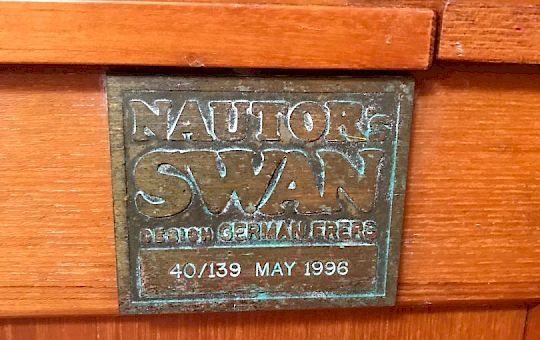 NAUTOR's
SWAN
DESIGN GERMAN FRERS
40/139 MAY 1996